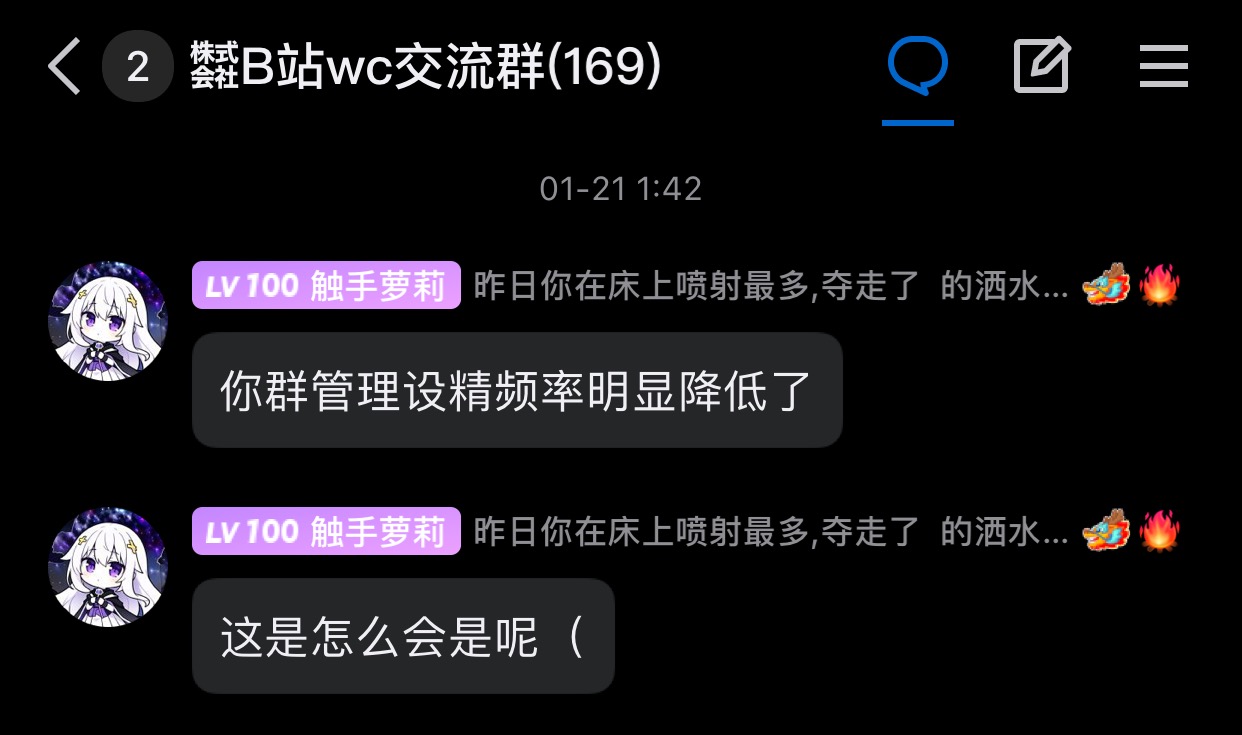 2
株式会社B站wc交流群(169)
01-21 1:42
LV 100 触手萝莉 昨日你在床上喷射最多,夺走了 的洒水...
你群管理设精频率明显降低了
LV 100 触手萝莉 昨日你在床上喷射最多,夺走了 的洒水...
这是怎么会是呢（